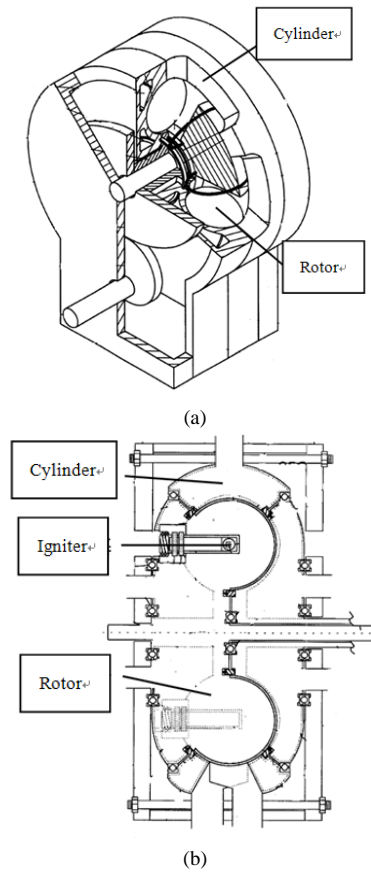 Cylinder↵
Rotor↵
(a)
Cylinder↵
Igniter↵
Rotor↵
(b)